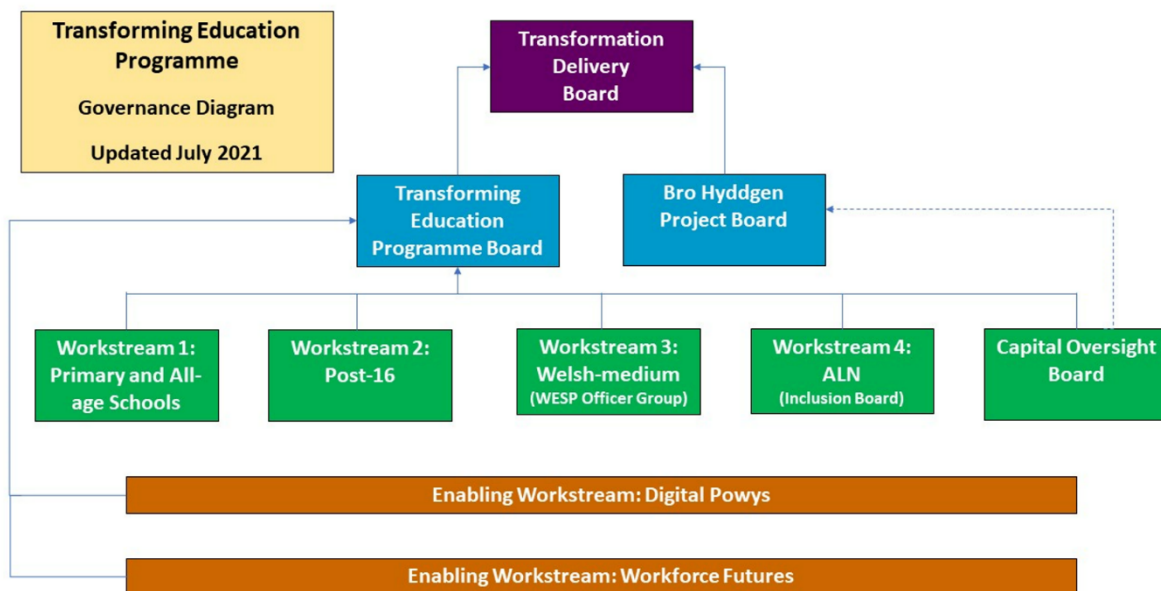 Transforming Education
Programme
Governance Diagram
Updated July 2021
Transformation
Delivery
Board
Transforming
Education
Programme Board
Bro Hyddgen
Project Board
Workstream 1:
Primary and All-
age Schools
Workstream 2:
Post-16
Workstream 3:
Welsh-medium
(WESP Officer Group)
Workstream 4:
ALN
(Inclusion Board)
Capital Oversight
Board
Enabling Workstream: Digital Powys
Enabling Workstream: Workforce Futures